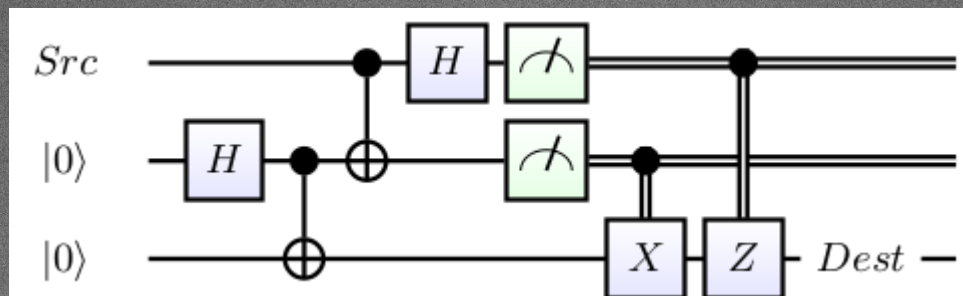 Src H
|0⟩ H
|0⟩ X Z Dest